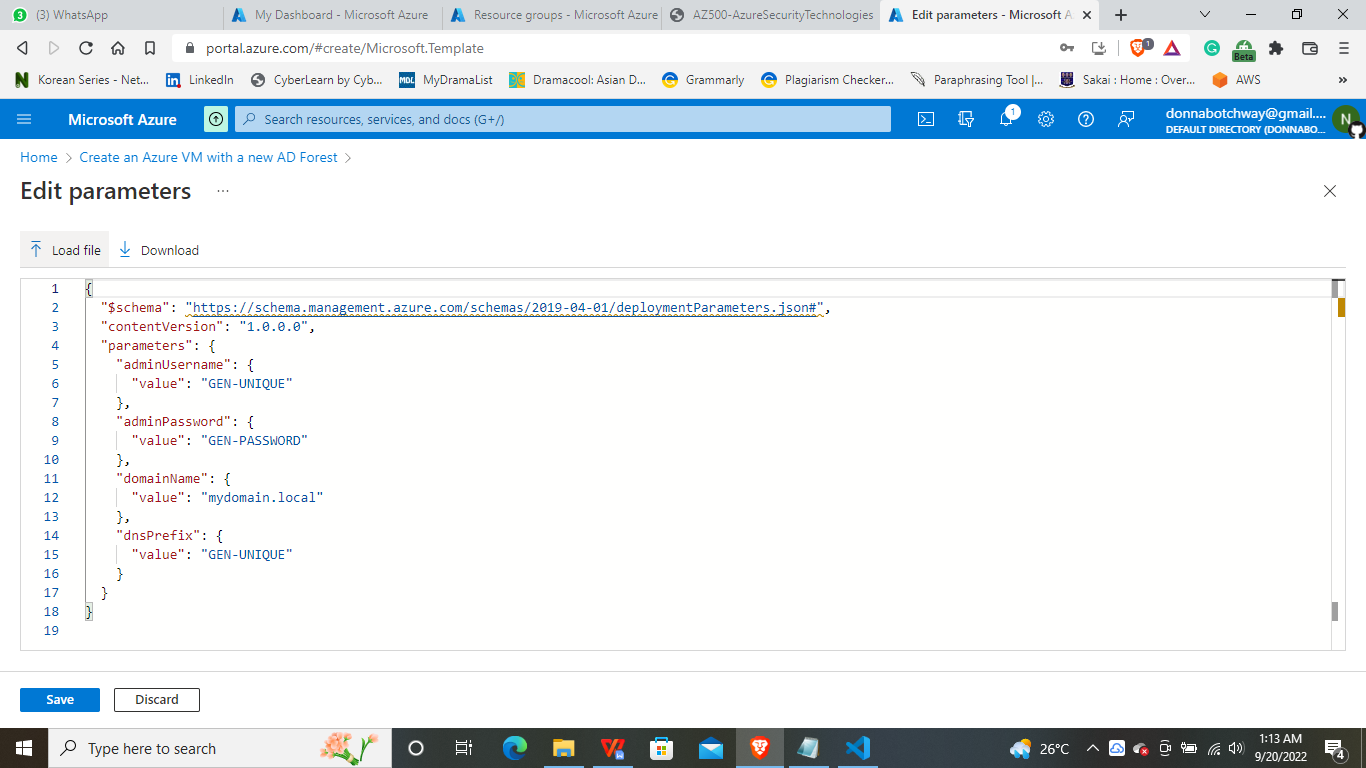 3 (3) WhatsApp
My Dashboard - Microsoft Azure
Resource groups - Microsoft Azure
AZ500-AzureSecurityTechnologies
Edit parameters - Microsoft A
portal.azure.com/#create/Microsoft.Template
1
Beta
Korean Series - Net...
LinkedIn
CyberLearn by Cyb...
MDL MyDramaList
Dramacool: Asian D...
Grammarly
Plagiarism Checker...
Paraphrasing Tool |...
Sakai : Home : Over...
AWS
»
Microsoft Azure
Search resources, services, and docs (G+/)
1
donnabotchway@gmail....
DEFAULT DIRECTORY (DONNABO...
N
Home > Create an Azure VM with a new AD Forest >
Edit parameters ...
Load file
Download
1 {
2 "$schema": "https://schema.management.azure.com/schemas/2019-04-01/deploymentParameters.json#",
3 "contentVersion": "1.0.0.0",
4 "parameters": {
5 "adminUsername": {
6 "value": "GEN-UNIQUE"
7 },
8 "adminPassword": {
9 "value": "GEN-PASSWORD"
10 },
11 "domainName": {
12 "value": "mydomain.local"
13 },
14 "dnsPrefix": {
15 "value": "GEN-UNIQUE"
16 }
17 }
18 }
19
Save
Discard
Type here to search
26°C
1:13 AM
9/20/2022
4